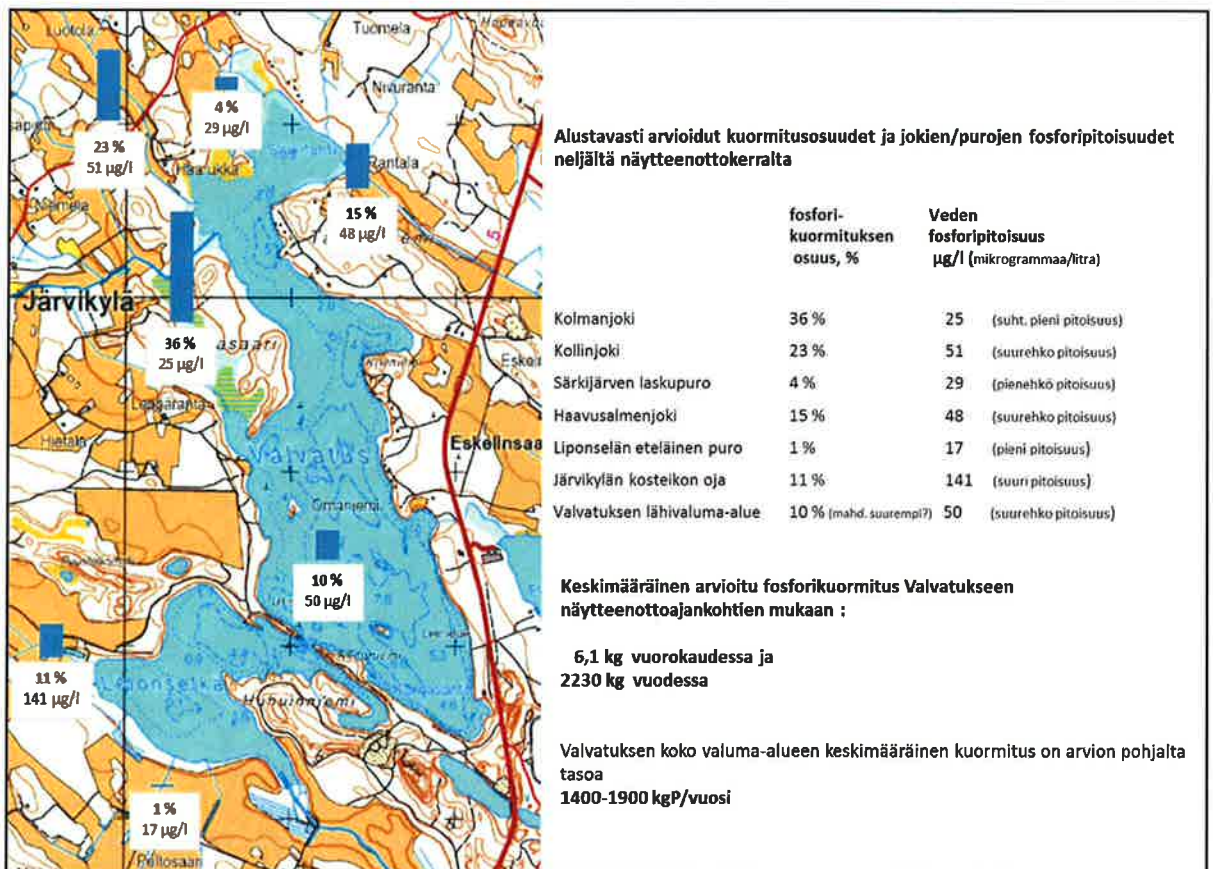 Luotola
Tuomela
Nivuranta
4 %
29 µg/l
23 %
51 µg/l
Haarukka
Rantala
Niemelä
15 %
48 µg/l
5
Järvikylä
36 %
25 µg/l
Leppäranta
Hietala
Valvatus
Eskelinsaa
Omanjemi
10 %
50 µg/l
11 %
141 µg/l
Liponselkä
Huhuinniemi
1 %
17 µg/l
Alustavasti arvioidut kuormitusosuudet ja jokien/purojen fosforipitoisuudet
neljältä näytteenottokerralta
fosfori- Veden
kuormituksen fosforipitoisuus
osuus, % µg/l (mikrogrammaa/litra)
Kolmanjoki 36 % 25 (suht. pieni pitoisuus)
Kollinjoki 23 % 51 (suurehko pitoisuus)
Särkijärven laskupuro 4 % 29 (pienehkö pitoisuus)
Haavusalmenjoki 15 % 48 (suurehko pitoisuus)
Liponselän eteläinen puro 1 % 17 (pieni pitoisuus)
Järvikylän kosteikon oja 11 % 141 (suuri pitoisuus)
Valvatuksen lähivaluma-alue 10 % (mahd. suurempi?) 50 (suurehko pitoisuus)
Keskimääräinen arvioitu fosforikuormitus Valvatukseen
näytteenottoajankohtien mukaan :
6,1 kg vuorokaudessa ja
2230 kg vuodessa
Valvatuksen koko valuma-alueen keskimääräinen kuormitus on arvion pohjalta
tasoa
1400-1900 kgP/vuosi